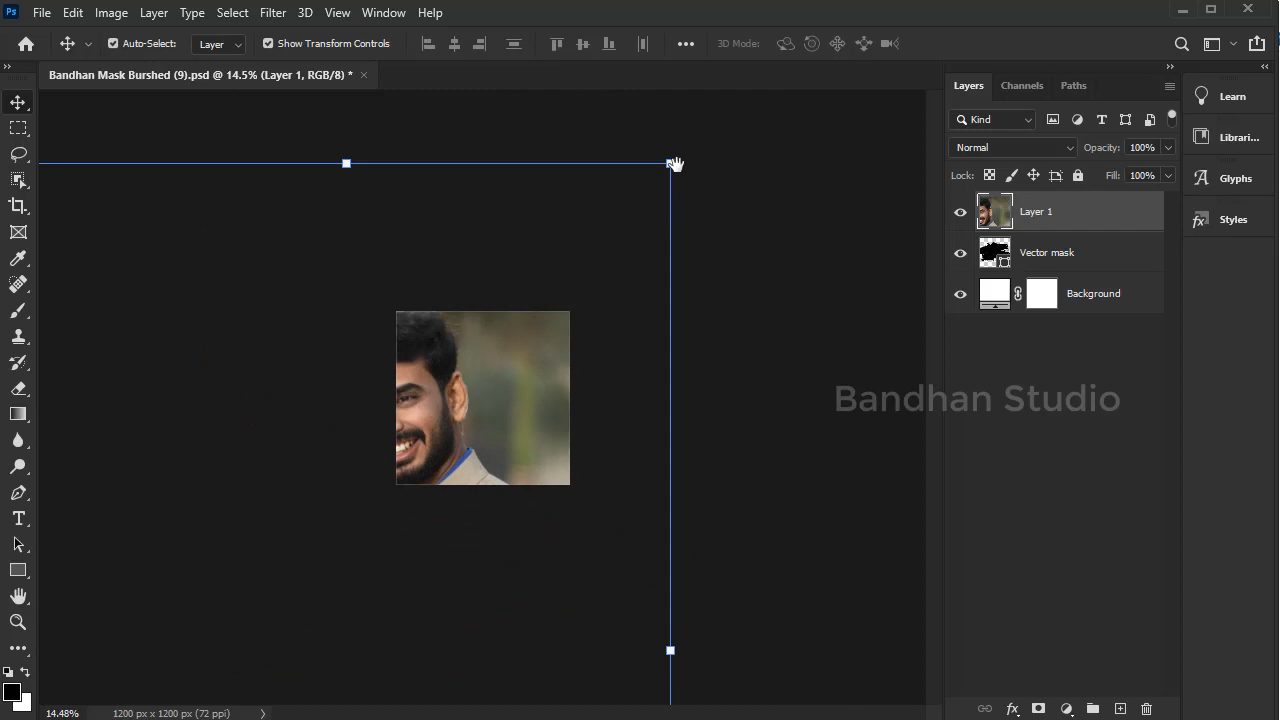 Ps File Edit Image Layer Type Select Filter 3D View Window Help
Auto-Select: Layer Show Transform Controls 3D Mode:
Bandhan Mask Burshed (9).psd @ 14.5% (Layer 1, RGB/8) *
Layers Channels Paths
Learn
Kind
Librari...
Normal Opacity: 100%
Lock: Fill: 100%
Glyphs
Layer 1
Styles
Vector mask
Background
Bandhan Studio
14.48% 1200 px x 1200 px (72 ppi)